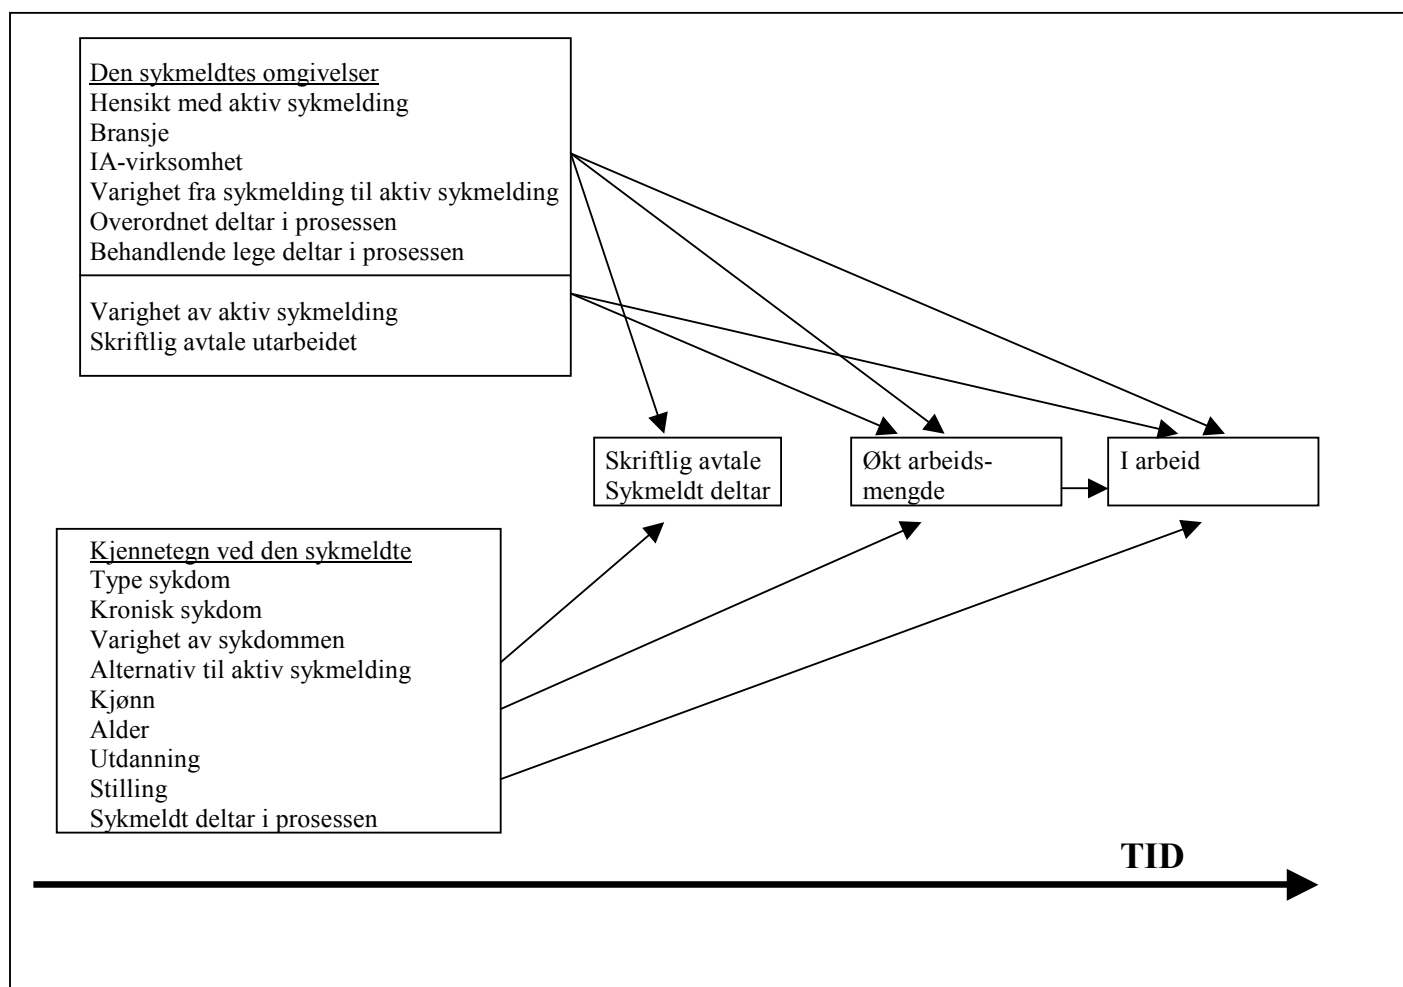 Den sykmeldtes omgivelser
Hensikt med aktiv sykmelding
Bransje
IA-virksomhet
Varighet fra sykmelding til aktiv sykmelding
Overordnet deltar i prosessen
Behandlende lege deltar i prosessen
Varighet av aktiv sykmelding
Skriftlig avtale utarbeidet
Skriftlig avtale
Sykmeldt deltar
Økt arbeids-
mengde
I arbeid
Kjennetegn ved den sykmeldte
Type sykdom
Kronisk sykdom
Varighet av sykdommen
Alternativ til aktiv sykmelding
Kjønn
Alder
Utdanning
Stilling
Sykmeldt deltar i prosessen
TID